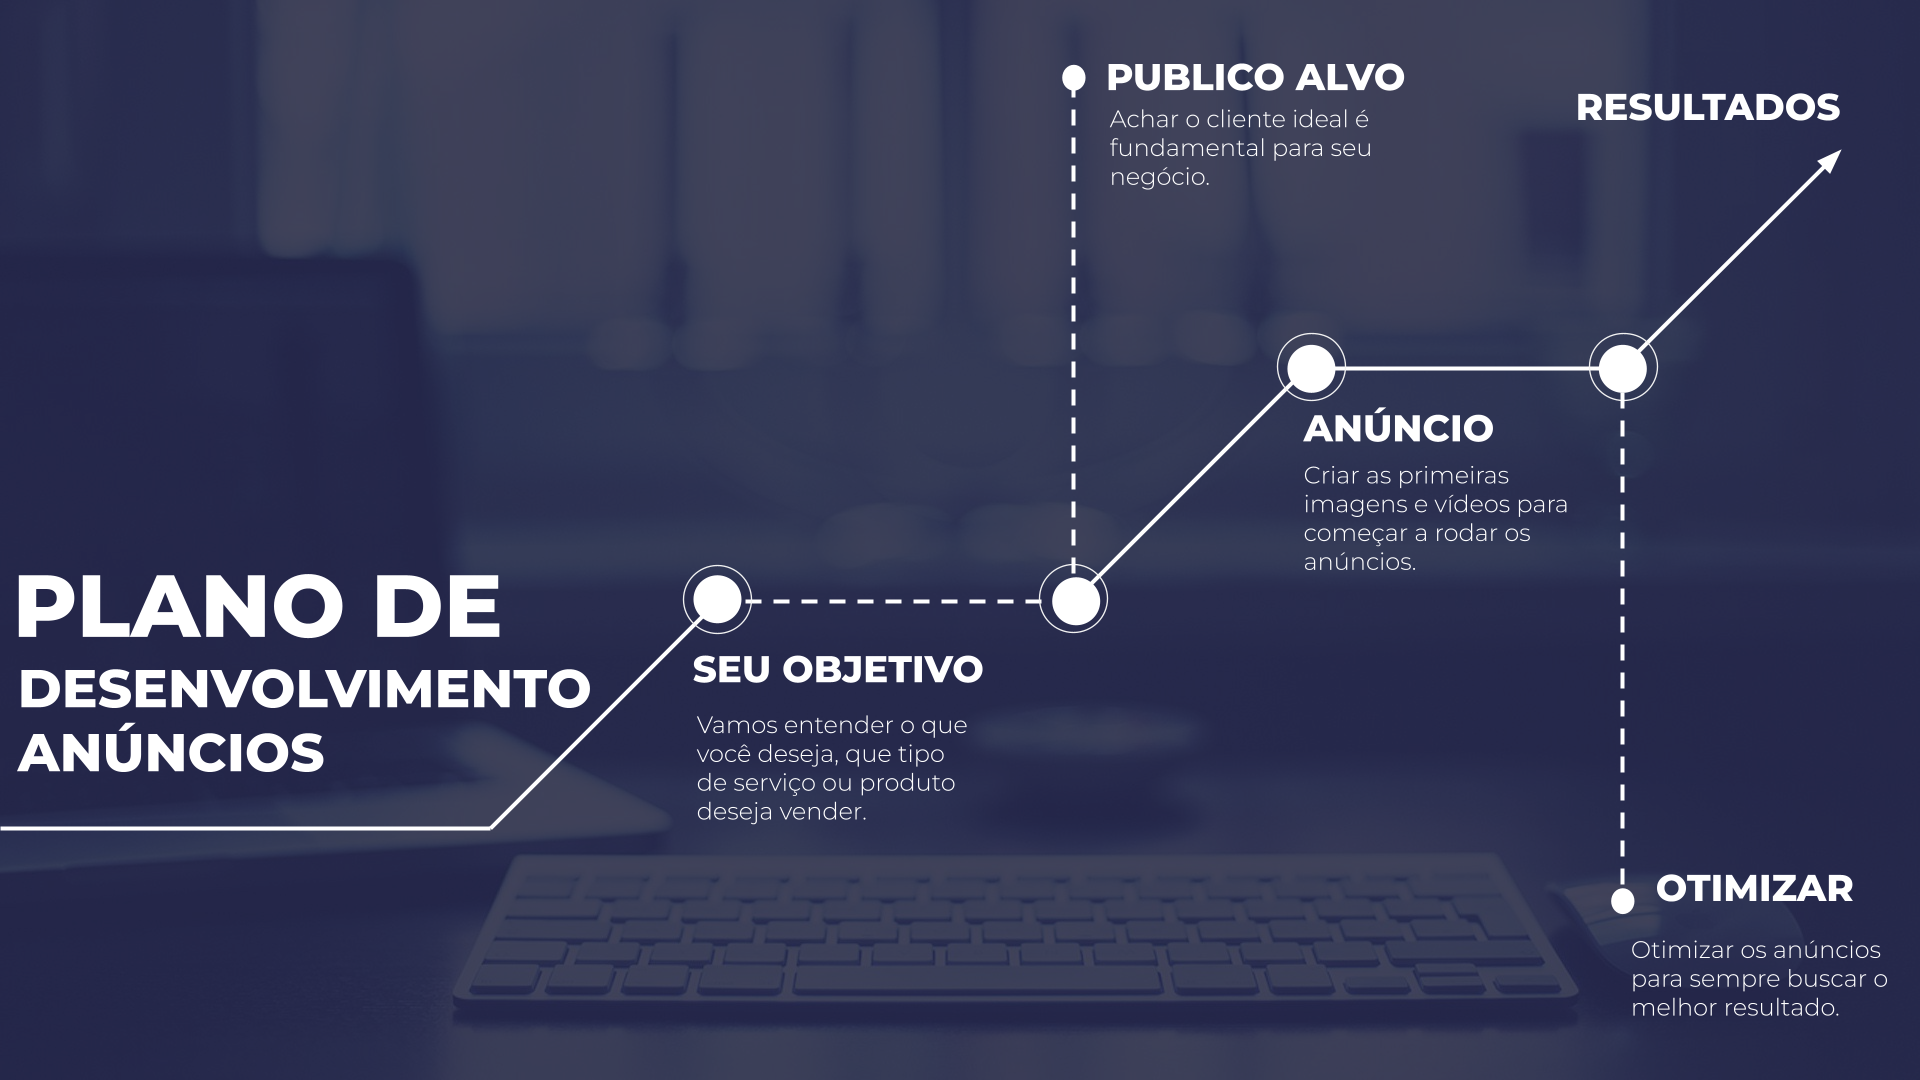 PLANO DE
DESENVOLVIMENTO
ANÚNCIOS
SEU OBJETIVO
Vamos entender o que
você deseja, que tipo
de serviço ou produto
deseja vender.
PUBLICO ALVO
Achar o cliente ideal é
fundamental para seu
negócio.
ANÚNCIO
Criar as primeiras
imagens e vídeos para
começar a rodar os
anúncios.
OTIMIZAR
Otimizar os anúncios
para sempre buscar o
melhor resultado.
RESULTADOS